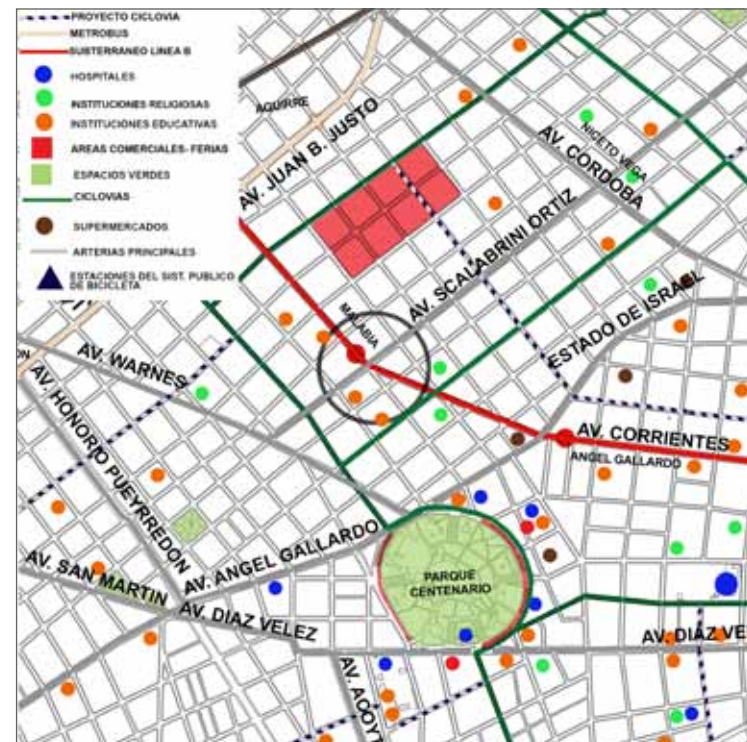 PROYECTO CICLOVIA
METROBUS
SUBTERRANEO LINEA B
HOSPITALES
INSTITUCIONES RELIGIOSAS
INSTITUCIONES EDUCATIVAS
AREAS COMERCIALES- FERIAS
ESPACIOS VERDES
CICLOVIAS
SUPERMERCADOS
ARTERIAS PRINCIPALES
ESTACIONES DEL SIST. PUBLICO
DE BICICLETA
AGUIRRE
AV. JUAN B. JUSTO
NICETO VEGA
AV. CORDOBA
AV. SCALABRINI ORTIZ
MALABIA
ESTADO DE ISRAEL
AV. WARNES
AV. HONORIO PUEYRREDON
AV. CORRIENTES
ANGEL GALLARDO
AV. ANGEL GALLARDO
PARQUE
CENTENARIO
AV. SAN MARTIN
AV. DIAZ VELEZ
AV. DIAZ VE
AV. ACOYT